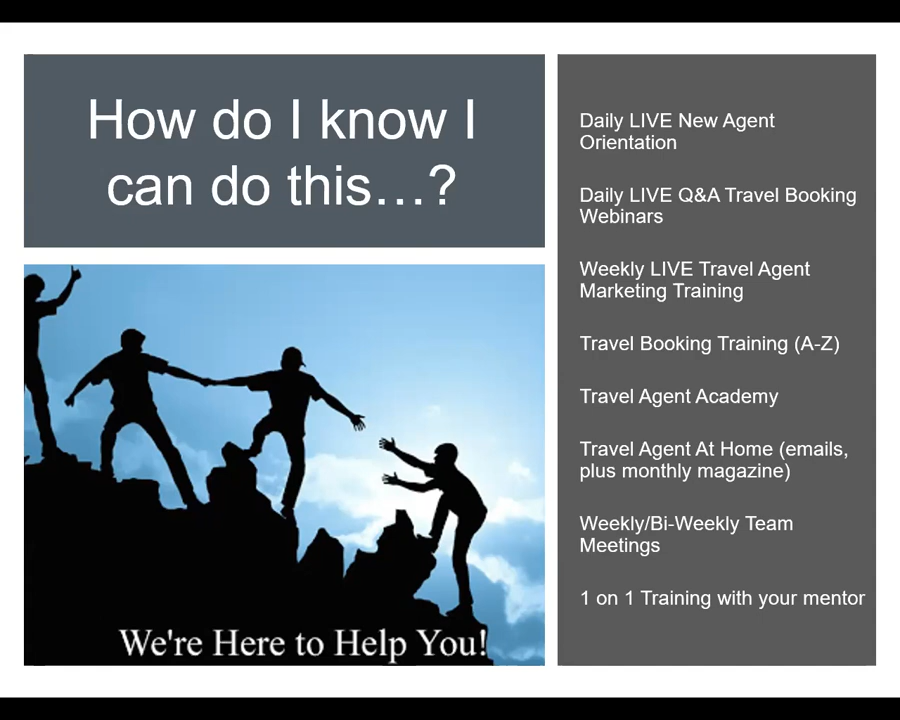 How do I know I
can do this...?
Daily LIVE New Agent
Orientation
Daily LIVE Q&A Travel Booking
Webinars
Weekly LIVE Travel Agent
Marketing Training
Travel Booking Training (A-Z)
Travel Agent Academy
Travel Agent At Home (emails,
plus monthly magazine)
Weekly/Bi-Weekly Team
Meetings
1 on 1 Training with your mentor
We're Here to Help You!